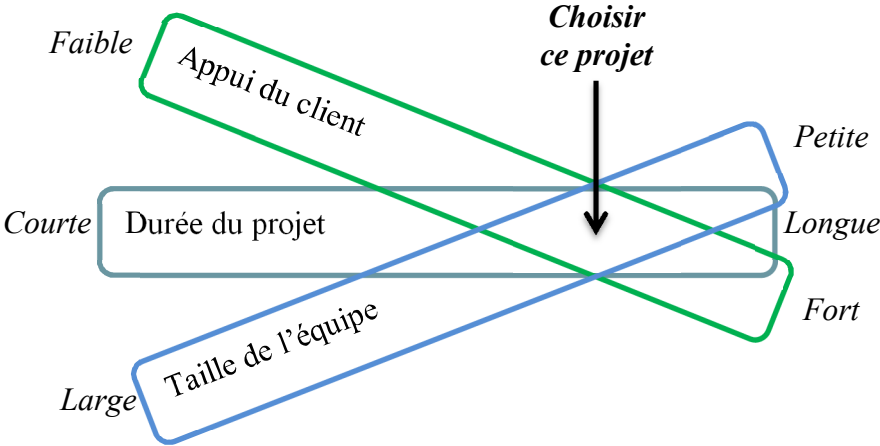 Choisir
ce projet
Faible
Appui du client
Petite
Courte
Durée du projet
Longue
Fort
Taille de l’équipe
Large